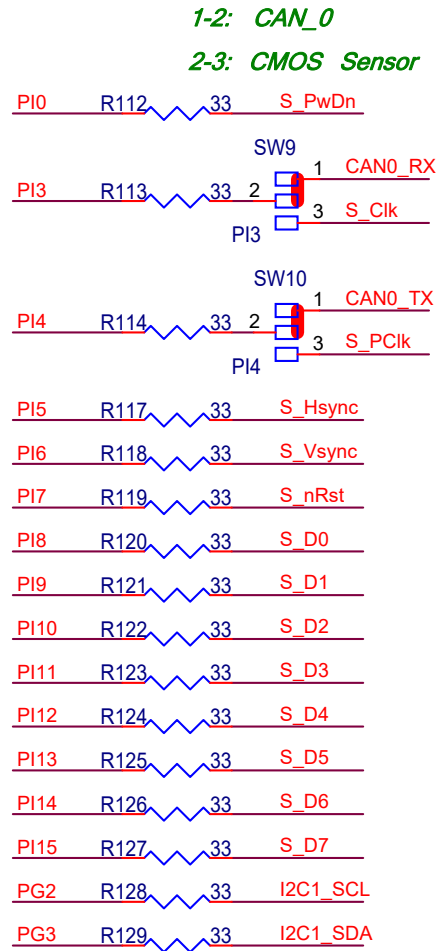 1-2: CAN_0
2-3: CMOS Sensor
PI0 R112 33 S_PwDn
SW9
1 CAN0_RX
PI3 R113 33 2
3 S_Clk
PI3
SW10
1 CAN0_TX
PI4 R114 33 2
3 S_PClk
PI4
PI5 R117 33 S_Hsync
PI6 R118 33 S_Vsync
PI7 R119 33 S_nRst
PI8 R120 33 S_D0
PI9 R121 33 S_D1
PI10 R122 33 S_D2
PI11 R123 33 S_D3
PI12 R124 33 S_D4
PI13 R125 33 S_D5
PI14 R126 33 S_D6
PI15 R127 33 S_D7
PG2 R128 33 I2C1_SCL
PG3 R129 33 I2C1_SDA